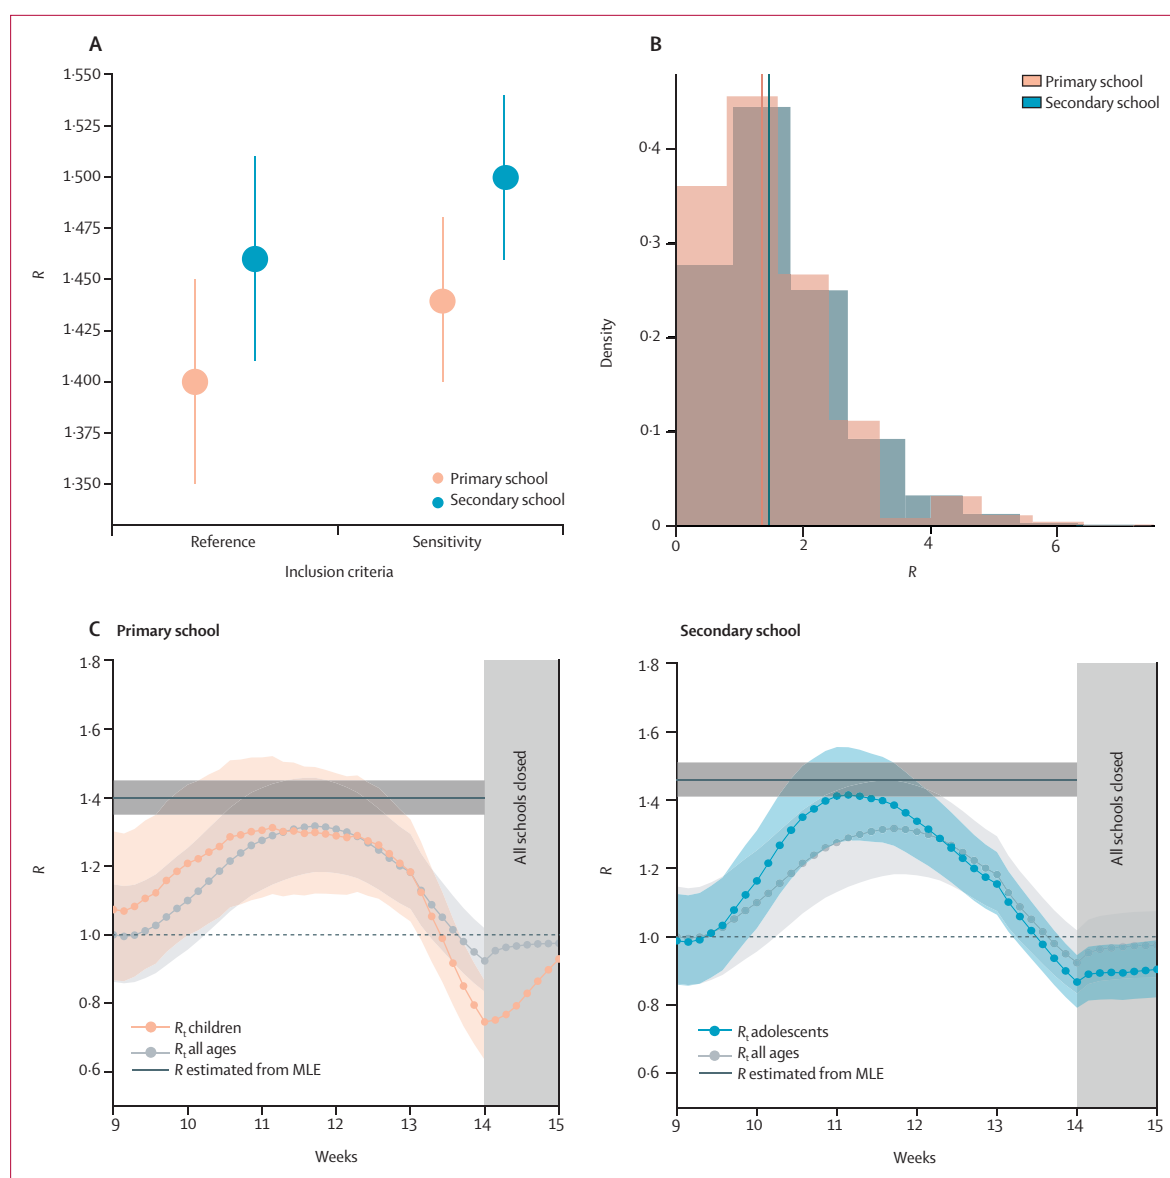 A
1·550
1·525
1·500
1·475
1·450
1·425
1·400
1·375
1·350
R
Primary school
Secondary school
Reference
Sensitivity
Inclusion criteria
B
Primary school
Secondary school
0·4
0·3
0·2
0·1
0
Density
0
2
4
6
R
C Primary school
1·8
1·6
1·4
1·2
1·0
0·8
0·6
R
All schools closed
Rt children
Rt all ages
R estimated from MLE
9
10
11
12
13
14
15
Weeks
Secondary school
1·8
1·6
1·4
1·2
1·0
0·8
0·6
R
All schools closed
Rt adolescents
Rt all ages
R estimated from MLE
9
10
11
12
13
14
15
Weeks